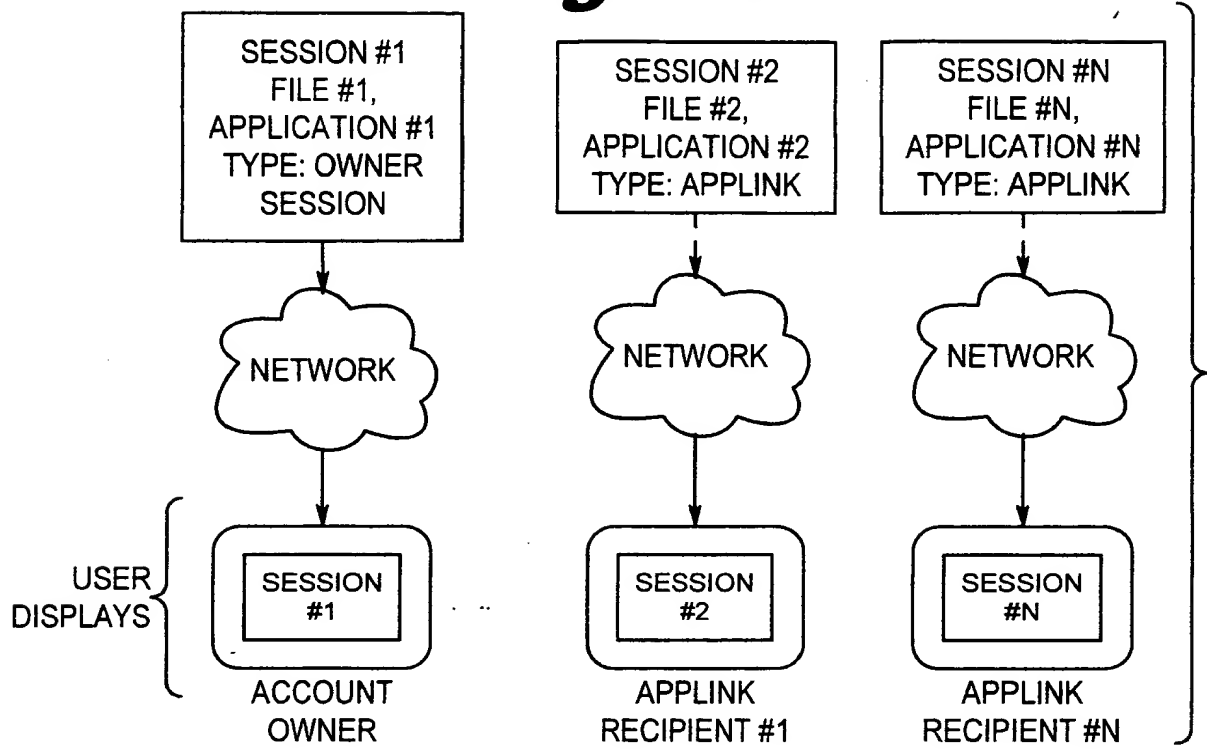 SESSION #1
FILE #1,
APPLICATION #1
TYPE: OWNER
SESSION
SESSION #2
FILE #2,
APPLICATION #2
TYPE: APPLINK
SESSION #N
FILE #N,
APPLICATION #N
TYPE: APPLINK
NETWORK
NETWORK
NETWORK
USER
DISPLAYS
SESSION
#1
SESSION
#2
SESSION
#N
ACCOUNT
OWNER
APPLINK
RECIPIENT #1
APPLINK
RECIPIENT #N